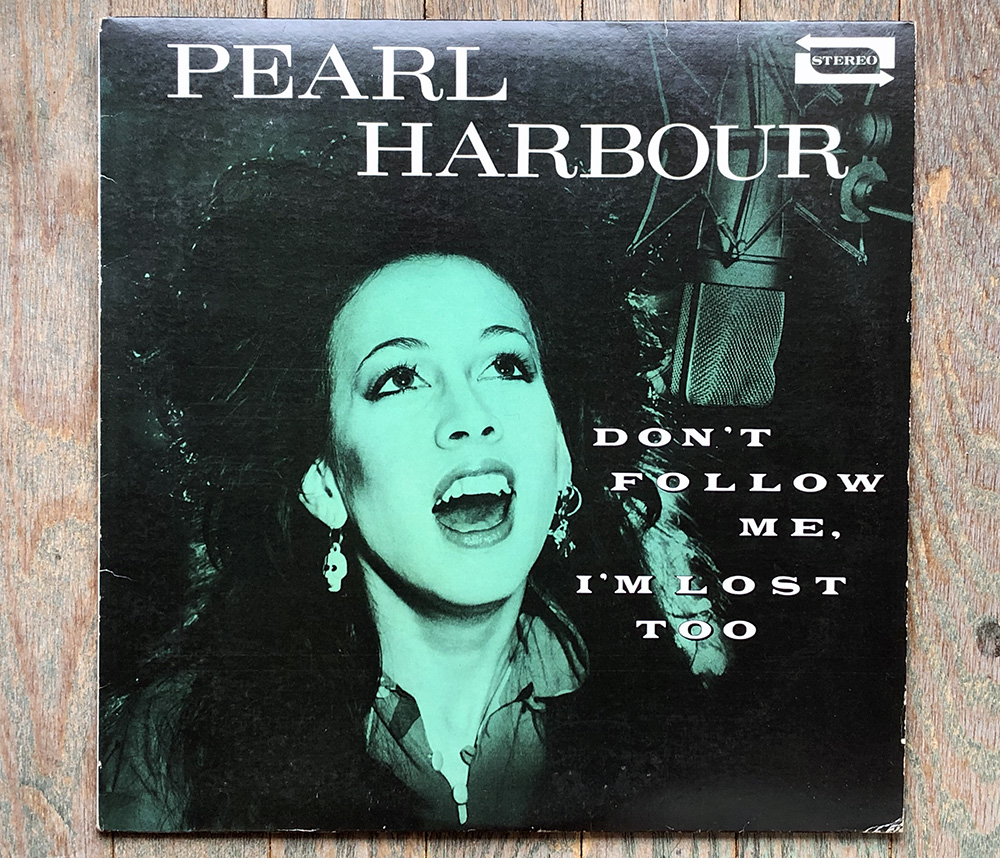 PEARL
HARBOUR
STEREO
DON'T
FOLLOW
ME,
I'M LOST
TOO